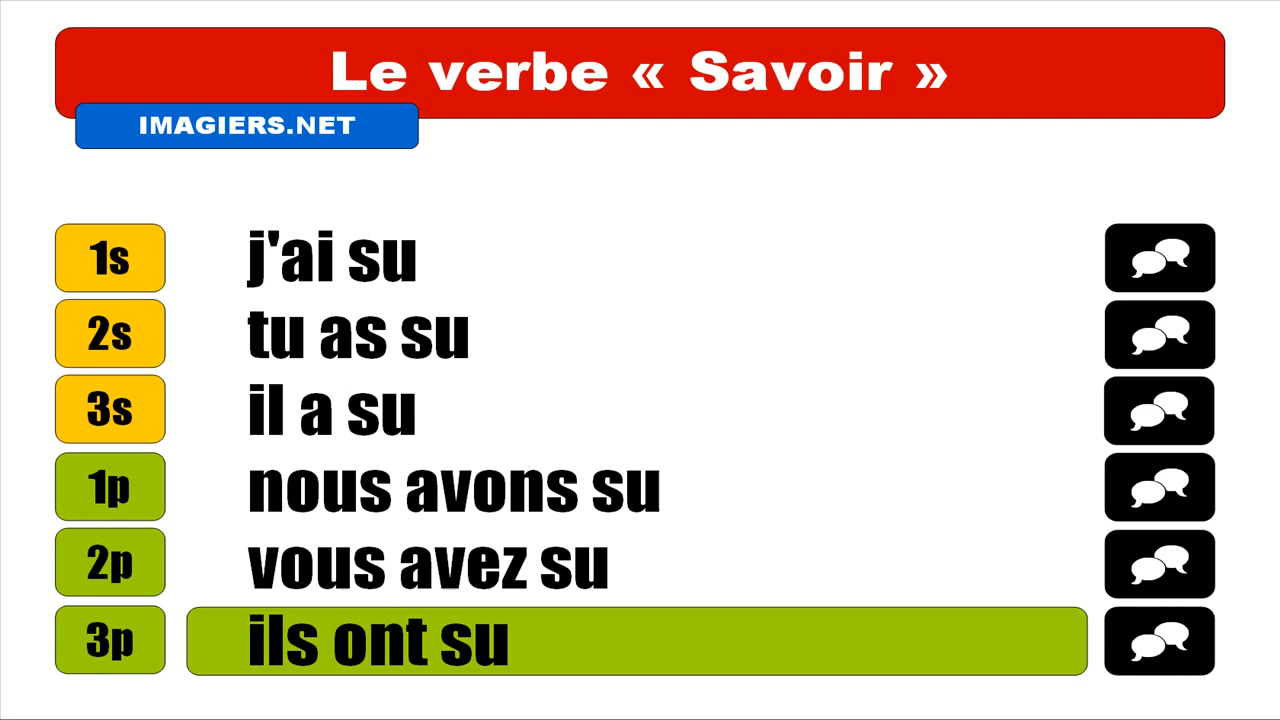 Le verbe « Savoir »
IMAGIERS.NET
1s j'ai su
2s tu as su
3s il a su
1p nous avons su
2p vous avez su
3p ils ont su